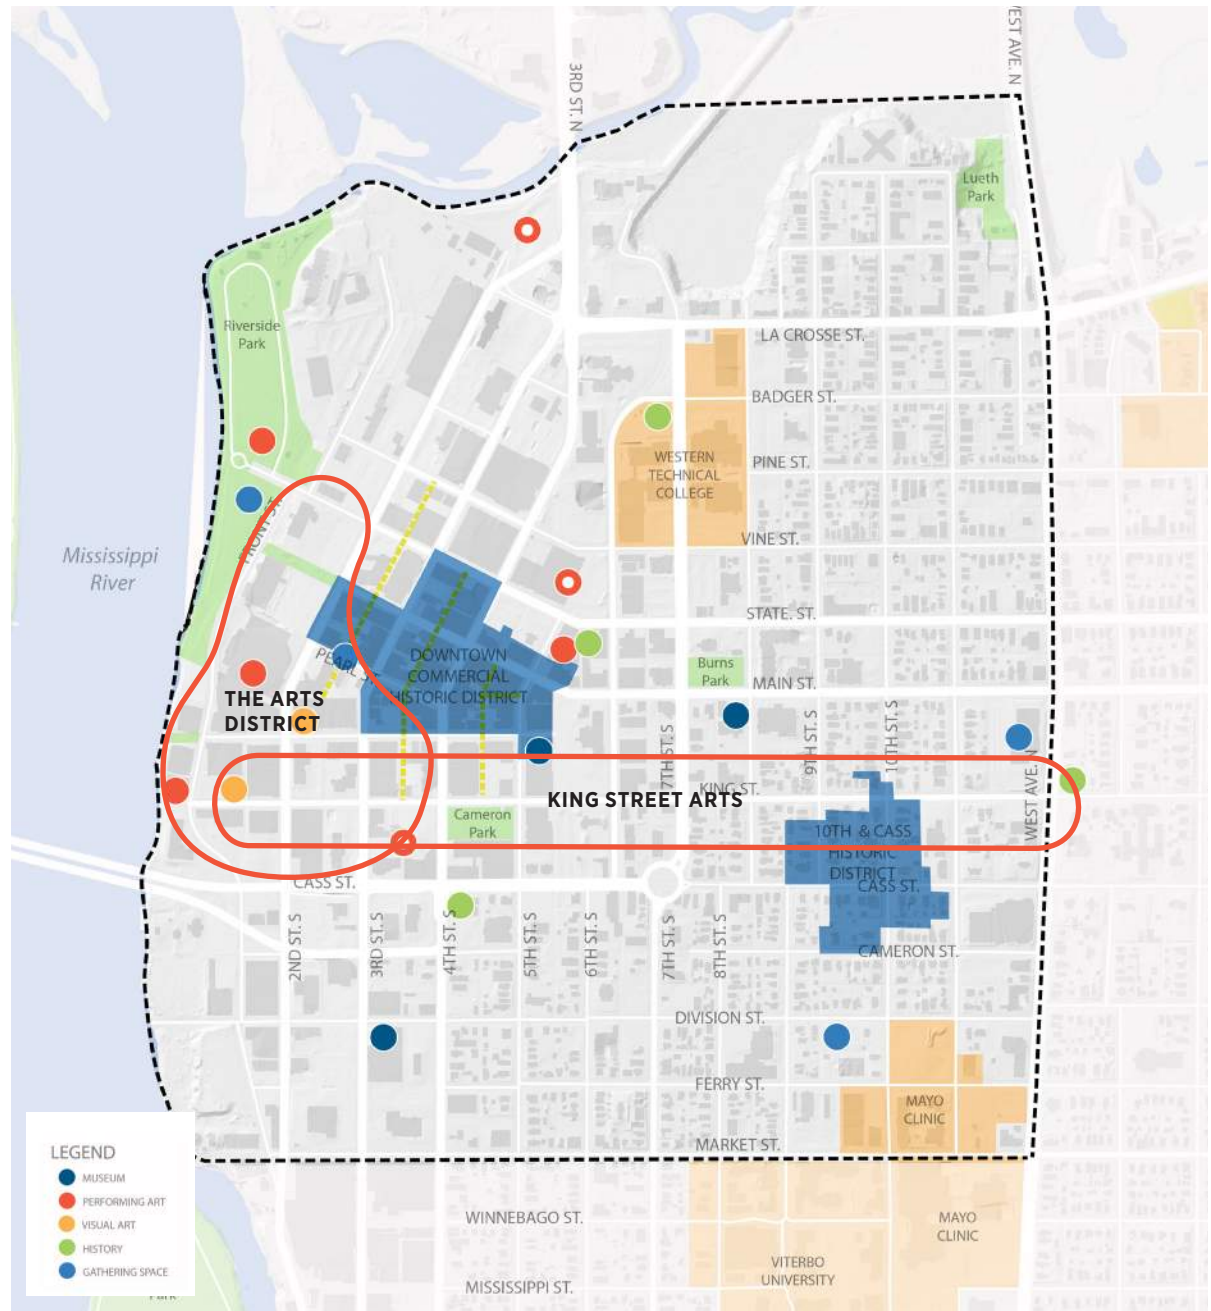 3RD ST. N
EST AVE. N
Lueth
Park
Riverside
Park
LA CROSSE ST.
BADGER ST.
WESTERN
TECHNICAL
COLLEGE
PINE ST.
FRONT ST.
VINE ST.
Mississippi
River
STATE. ST.
PEARL ST.
DOWNTOWN
COMMERCIAL
HISTORIC DISTRICT
Burns
Park
MAIN ST.
THE ARTS
DISTRICT
7TH ST. S
9TH ST. S
10TH ST. S
WEST AVE. N
KING ST.
KING STREET ARTS
Cameron
Park
10TH & CASS
HISTORIC
DISTRICT
CASS ST.
CASS ST.
2ND ST. S
3RD ST. S
4TH ST. S
5TH ST. S
6TH ST. S
7TH ST. S
8TH ST. S
CAMERON ST.
DIVISION ST.
FERRY ST.
MAYO
CLINIC
MARKET ST.
LEGEND
MUSEUM
PERFORMING ART
VISUAL ART
HISTORY
GATHERING SPACE
Park
WINNEBAGO ST.
MAYO
CLINIC
VITERBO
UNIVERSITY
MISSISSIPPI ST.